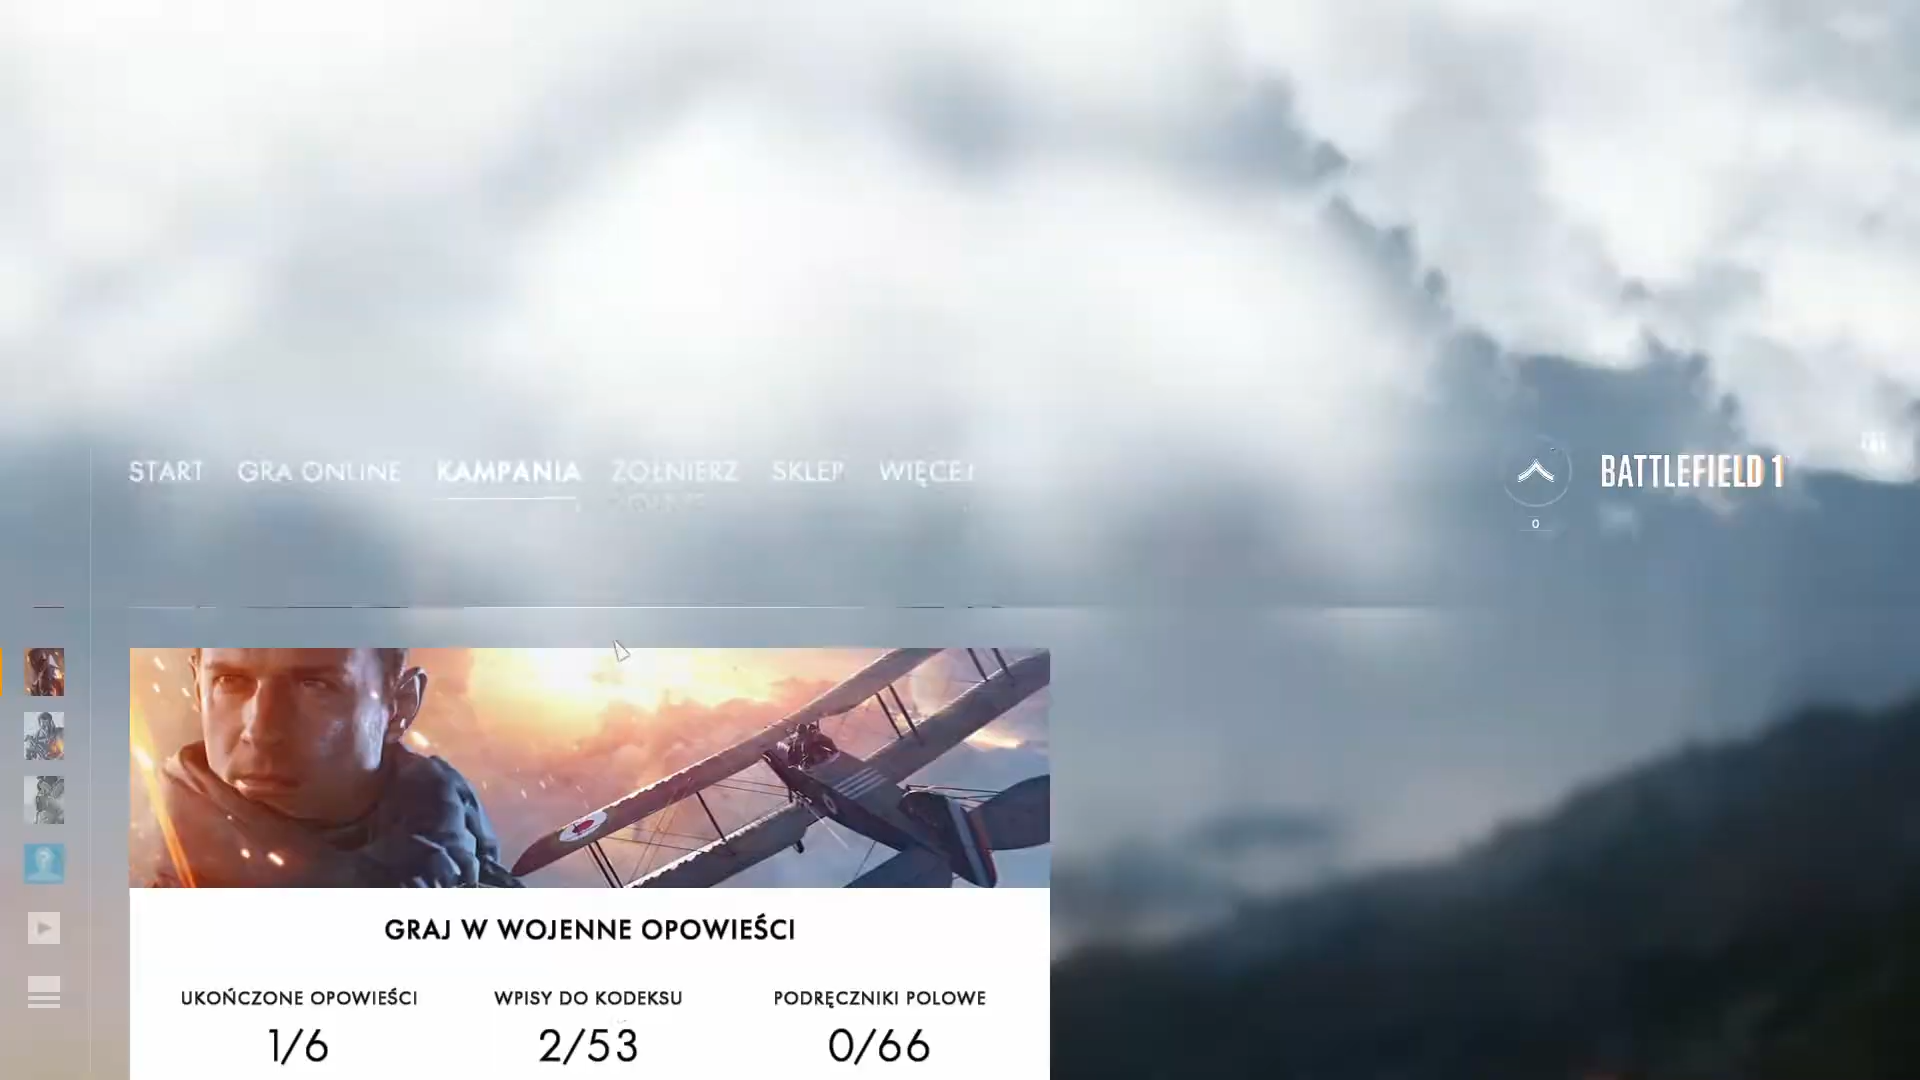 START GRA ONLINE KAMPANIA ŻOŁNIERZ SKLEP WIĘCEJ
BATTLEFIELD 1
0
GRAJ W WOJENNE OPOWIEŚCI
UKOŃCZONE OPOWIEŚCI WPISY DO KODEKSU PODRĘCZNIKI POLOWE
1/6 2/53 0/66